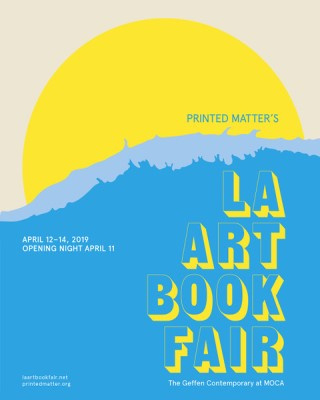 PRINTED MATTER'S
LA
ART
BOOK
FAIR
APRIL 12–14, 2019
OPENING NIGHT APRIL 11
laartbookfair.net
printedmatter.org
The Geffen Contemporary at MOCA